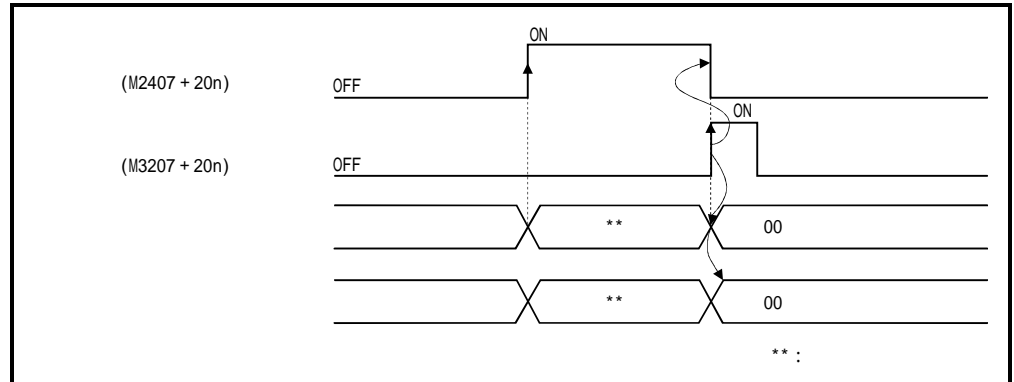 ON
(M2407 + 20n)
OFF
ON
(M3207 + 20n)
OFF
** 00
** 00
** :